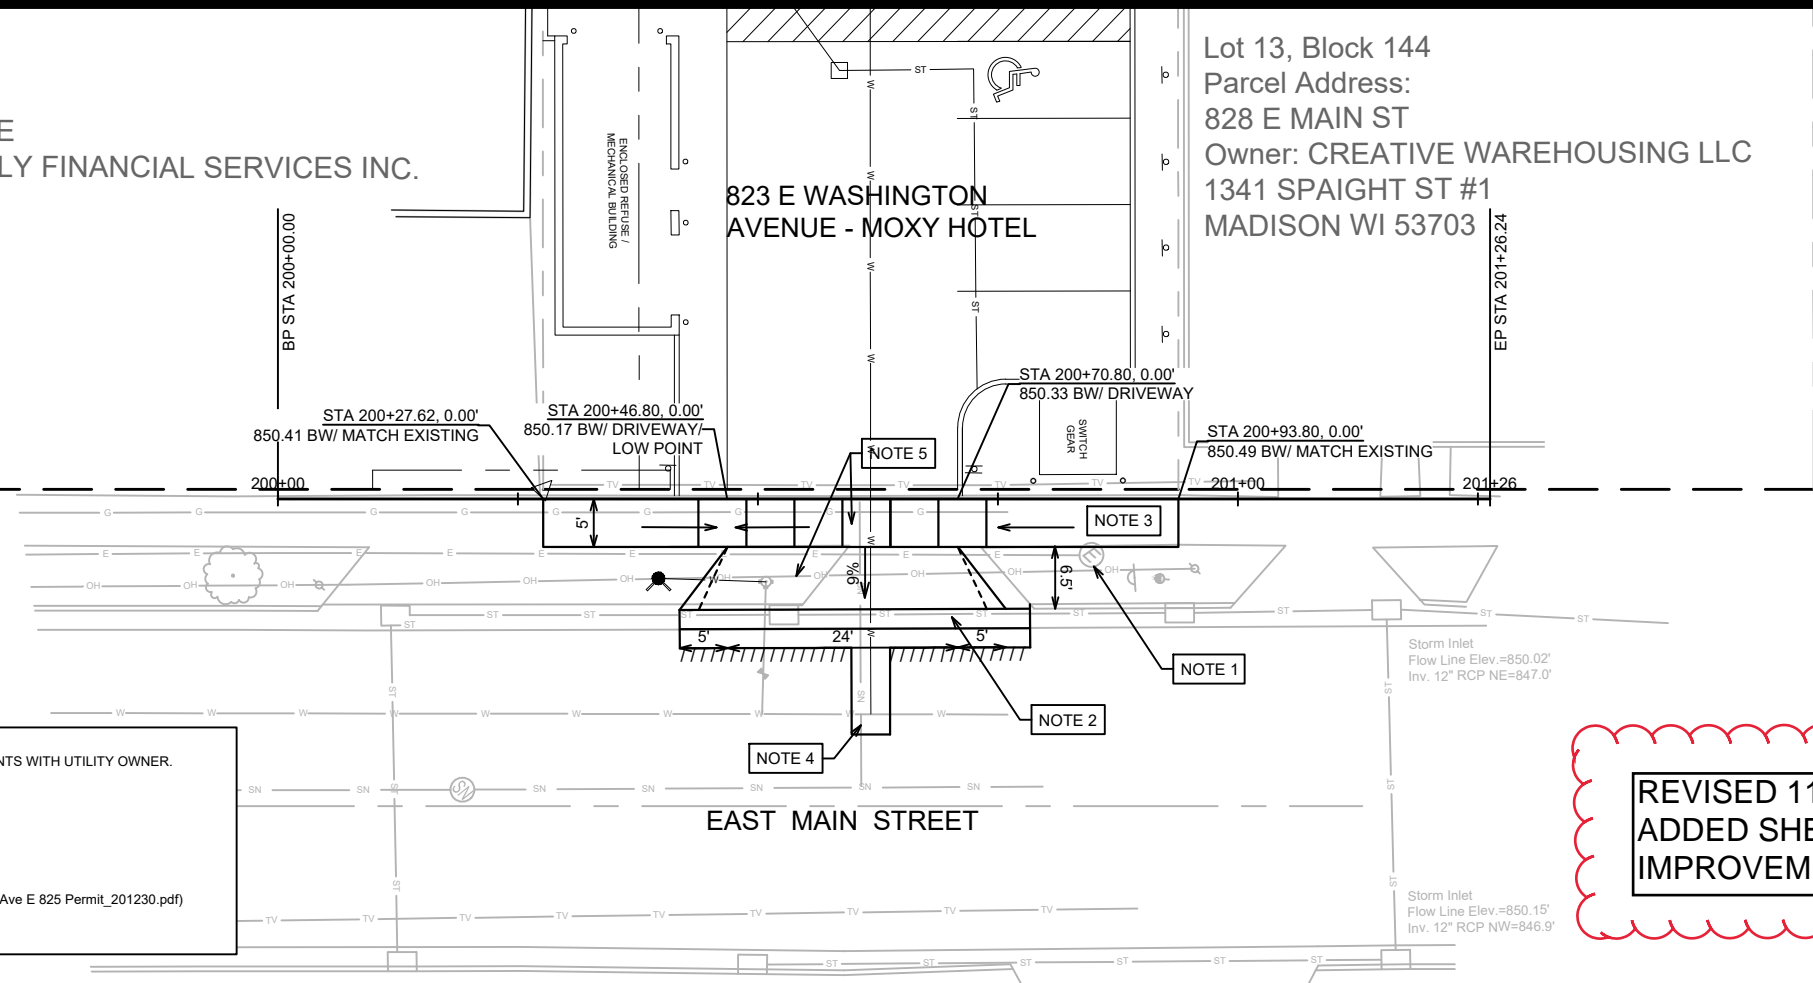 E
LY FINANCIAL SERVICES INC.
Lot 13, Block 144
Parcel Address:
828 E MAIN ST
Owner: CREATIVE WAREHOUSING LLC
1341 SPAIGHT ST #1
MADISON WI 53703
ENCLOSED REFUSE /
MECHANICAL BUILDING
823 E WASHINGTON
AVENUE - MOXY HOTEL
BP STA 200+00.00
EP STA 201+26.24
STA 200+27.62, 0.00'
850.41 BW/ MATCH EXISTING
STA 200+46.80, 0.00'
850.17 BW/ DRIVEWAY/
LOW POINT
STA 200+70.80, 0.00'
850.33 BW/ DRIVEWAY
SWITCH
GEAR
STA 200+93.80, 0.00'
850.49 BW/ MATCH EXISTING
NOTE 5
200+00
201+00
201+26
5'
NOTE 3
6%
6.5'
5'
24'
5'
NOTE 1
NOTE 2
NOTE 4
Storm Inlet
Flow Line Elev.=850.02'
Inv. 12" RCP NE=847.0'
NTS WITH UTILITY OWNER.
Ave E 825 Permit_201230.pdf)
EAST MAIN STREET
REVISED 11
ADDED SHE
IMPROVEM
Storm Inlet
Flow Line Elev.=850.15'
Inv. 12" RCP NW=846.9'
ST
W
G
E
OH
TV
SN